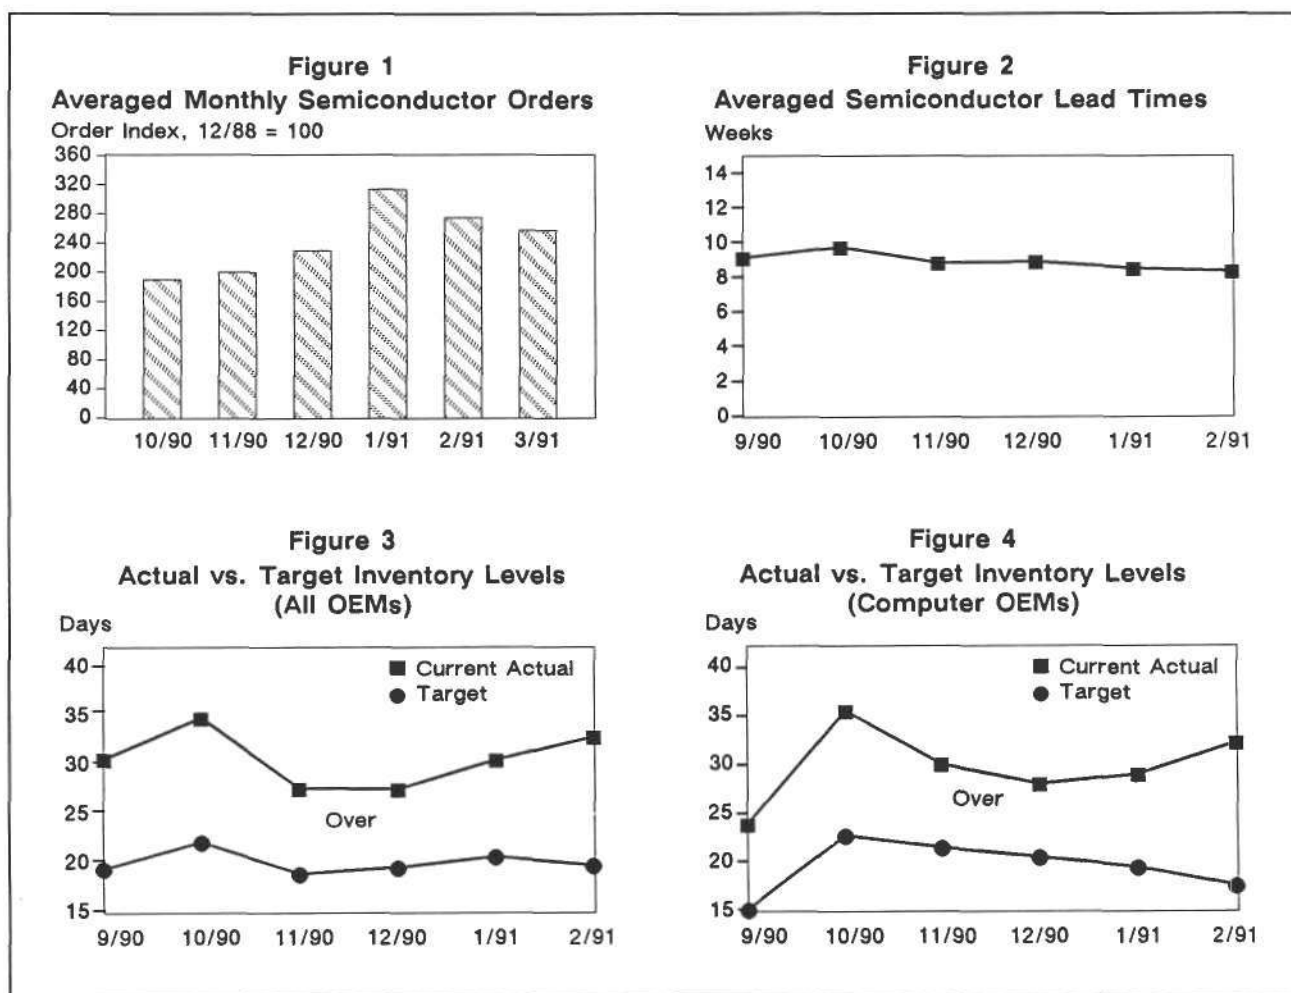 Figure 1
Averaged Monthly Semiconductor Orders
Order Index, 12/88 = 100
360
320
280
240
200
160
120
80
40
0
10/90 11/90 12/90 1/91 2/91 3/91
Figure 2
Averaged Semiconductor Lead Times
Weeks
14
12
10
8
6
4
2
0
9/90 10/90 11/90 12/90 1/91 2/91
Figure 3
Actual vs. Target Inventory Levels
(All OEMs)
Days
40
35
30
25
20
15
Current Actual
Target
Over
9/90 10/90 11/90 12/90 1/91 2/91
Figure 4
Actual vs. Target Inventory Levels
(Computer OEMs)
Days
40
35
30
25
20
15
Current Actual
Target
Over
9/90 10/90 11/90 12/90 1/91 2/91